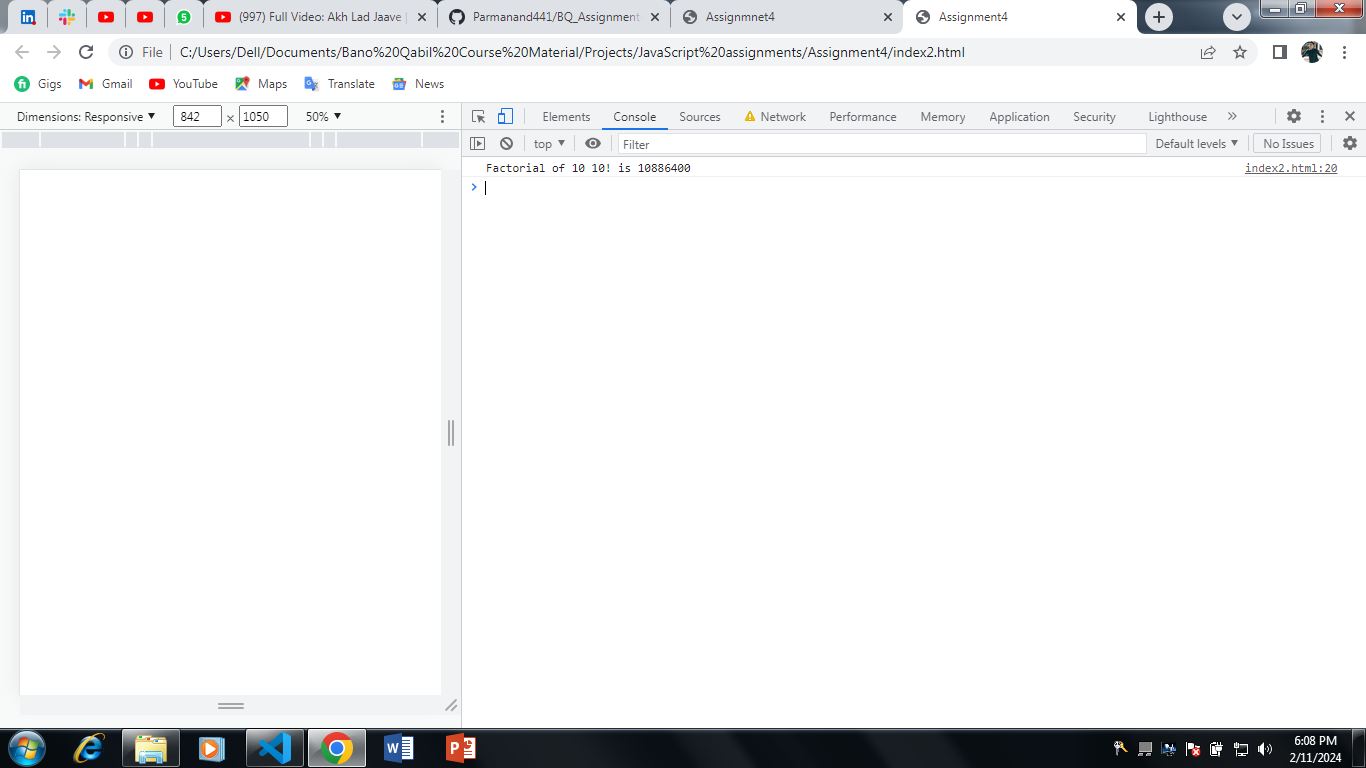 (997) Full Video: Akh Lad Jaave
Parmanand441/BQ_Assignment
Assignmnet4
Assignment4
File
C:/Users/Dell/Documents/Bano%20Qabil%20Course%20Material/Projects/JavaScript%20assignments/Assignment4/index2.html
Gigs
Gmail
YouTube
Maps
Translate
News
Dimensions: Responsive
842
×
1050
50%
Elements
Console
Sources
Network
Performance
Memory
Application
Security
Lighthouse
top
Filter
Default levels
No Issues
Factorial of 10 10! is 10886400
index2.html:20
6:08 PM
2/11/2024